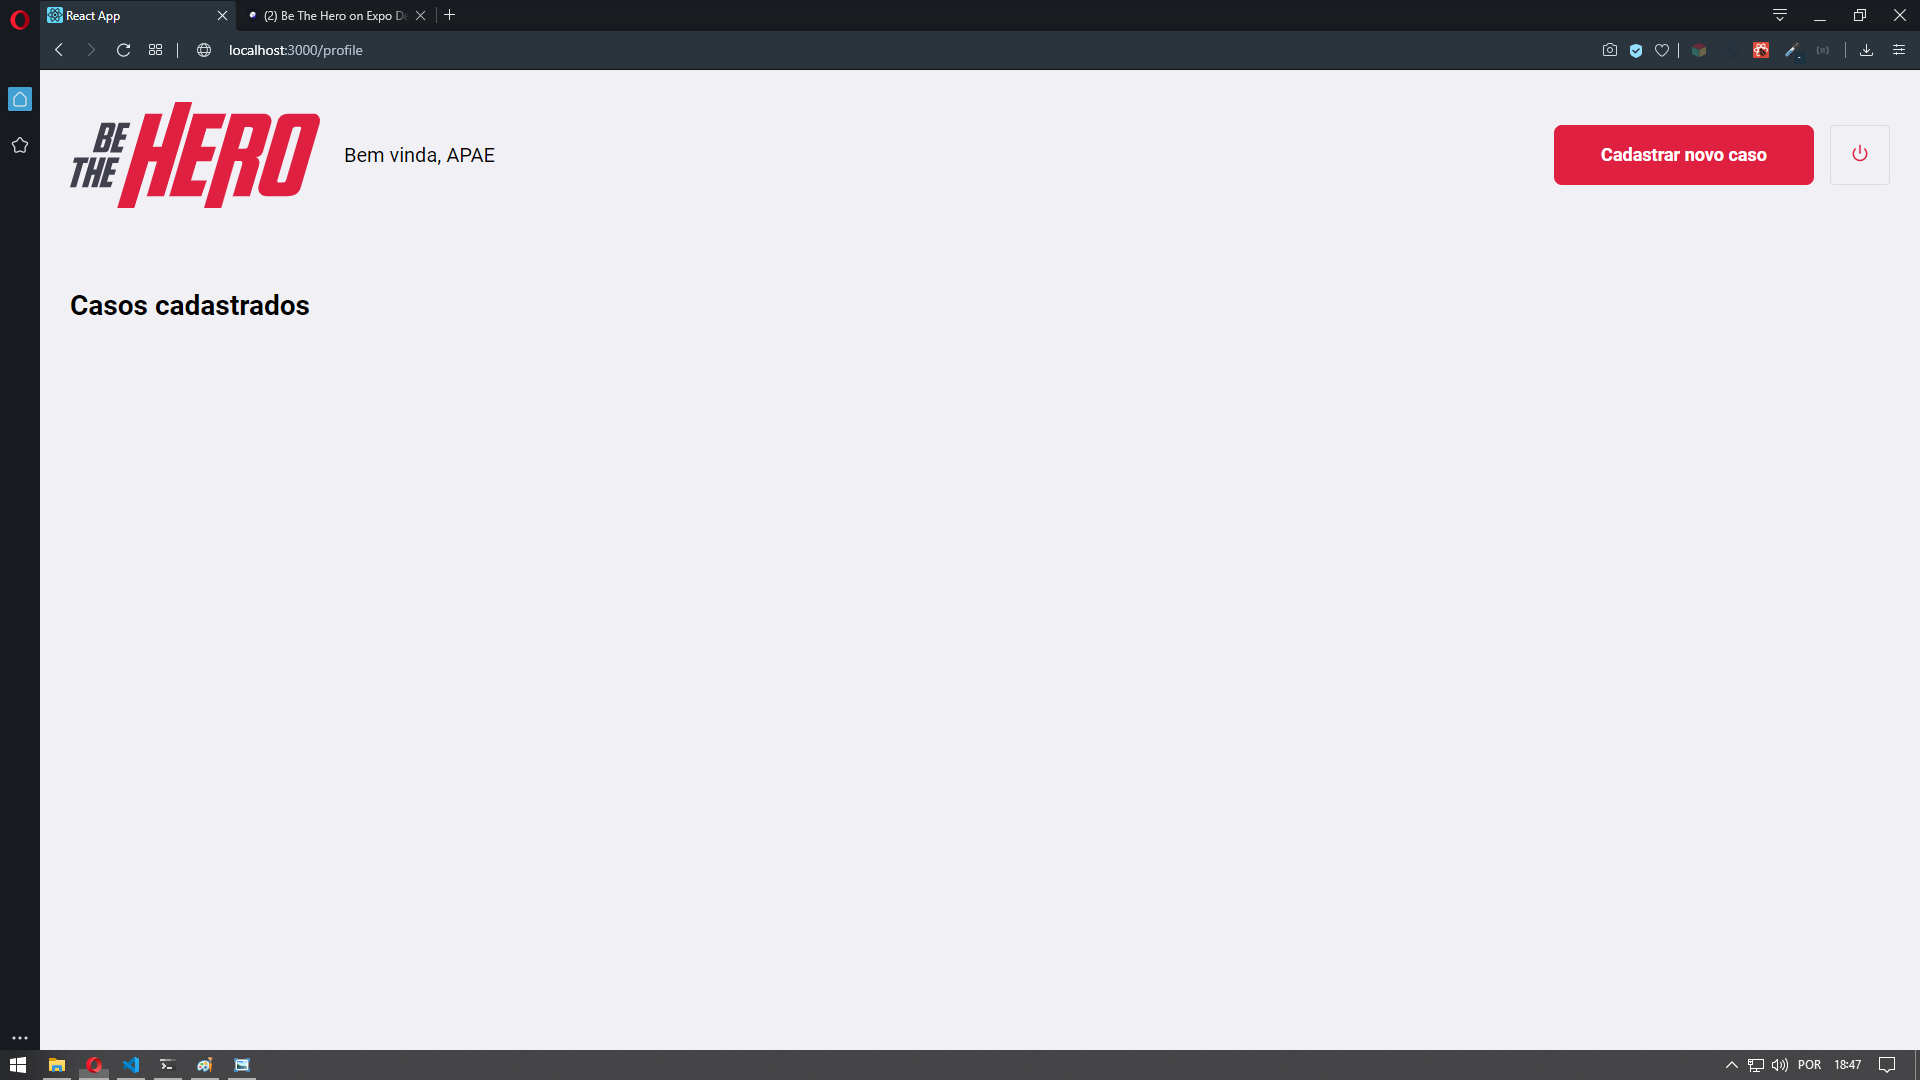 React App
(2) Be The Hero on Expo De
localhost:3000/profile
BE THE HERO
Bem vinda, APAE
Cadastrar novo caso
Casos cadastrados
POR
18:47